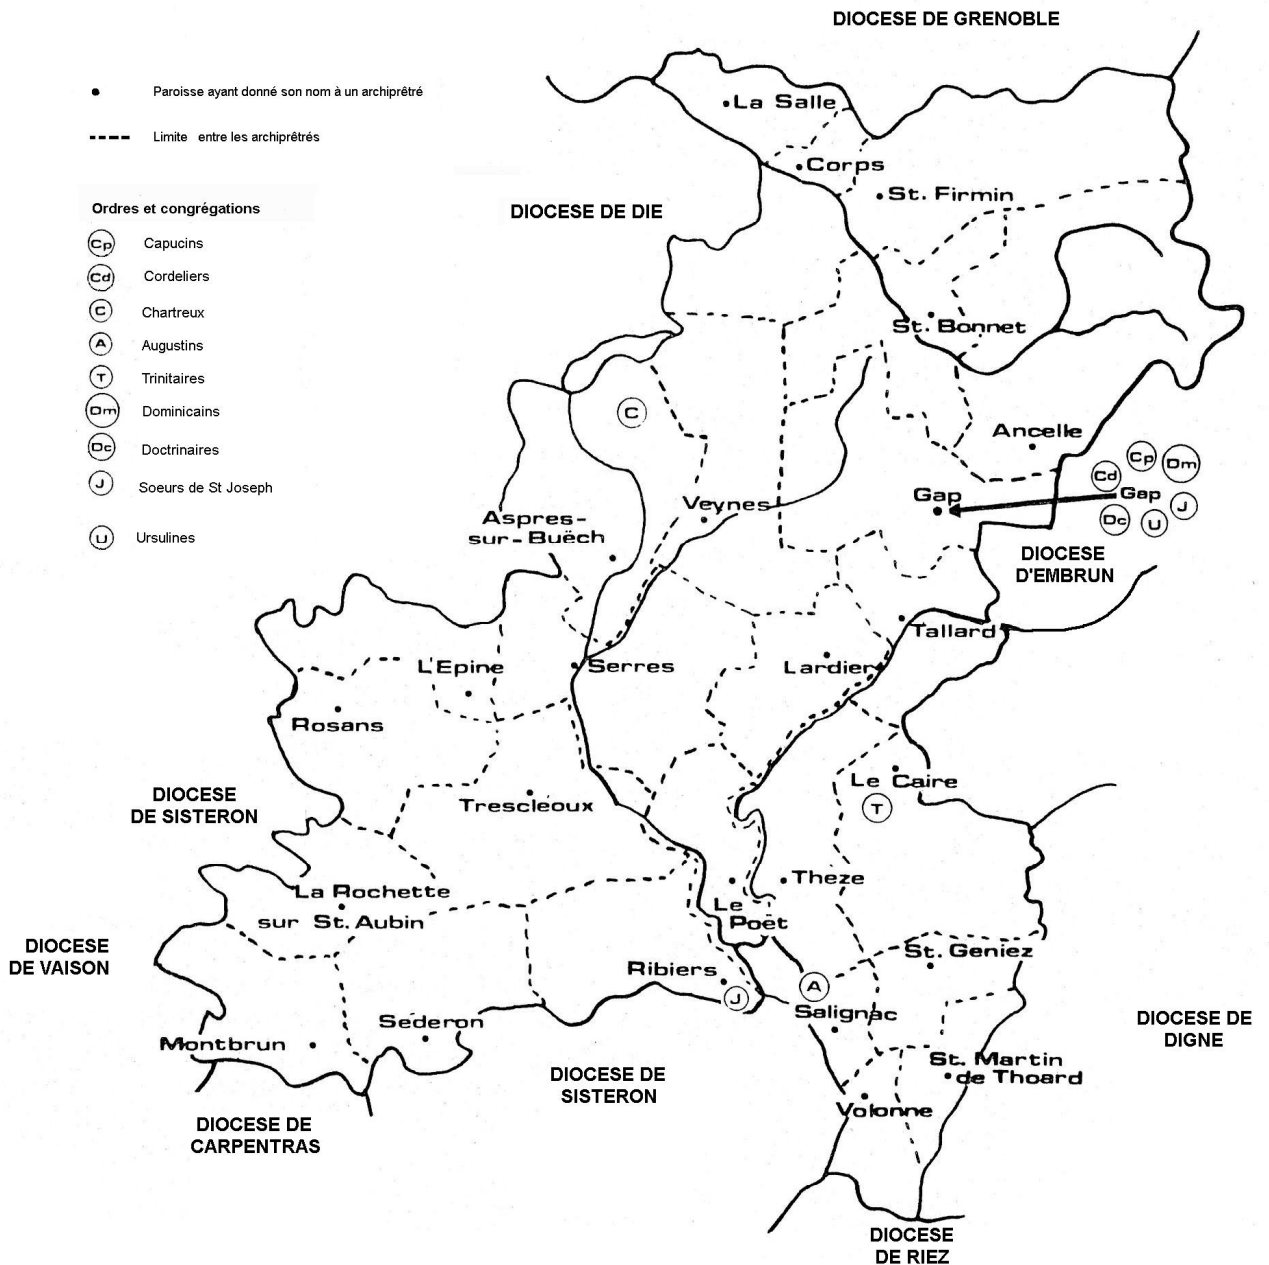 DIOCESE DE GRENOBLE
Paroisse ayant donné son nom à un archiprêtré
Limite entre les archiprêtrés
Ordres et congrégations
Cp Capucins
Cd Cordeliers
C Chartreux
A Augustins
T Trinitaires
Dm Dominicains
Dc Doctrinaires
J Soeurs de St Joseph
U Ursulines
La Salle
Corps
St. Firmin
DIOCESE DE DIE
St. Bonnet
C
Ancelle
Cp
Dm
Cd
Gap
J
Dc
U
Gap
Veynes
Aspres-
sur-Buëch
DIOCESE
D'EMBRUN
Tallard
L'Epine
Serres
Lardier
Rosans
Le Caire
T
DIOCESE
DE SISTERON
Trescléoux
La Rochette
sur St. Aubin
Theze
Le
Poët
DIOCESE
DE VAISON
St. Geniez
Ribiers
J
A
Salignac
Séderon
Montbrun
DIOCESE DE
DIGNE
St. Martin
de Thoard
DIOCESE DE
SISTERON
Volonne
DIOCESE DE
CARPENTRAS
DIOCESE
DE RIEZ